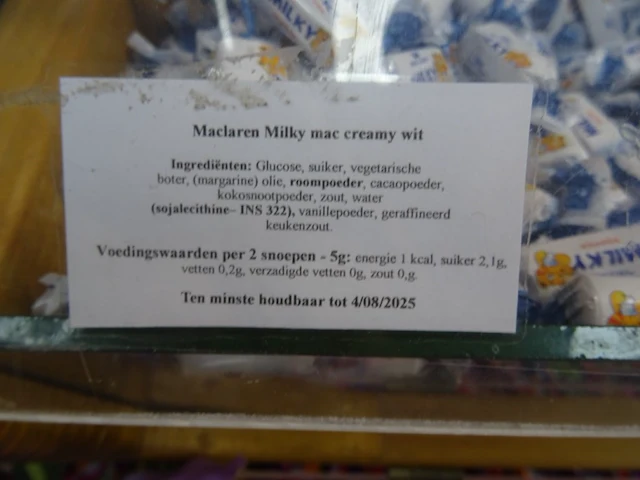 MILKY
Maclaren Milky mac creamy wit
Ingrediënten: Glucose, suiker, vegetarische
boter, (margarine) olie, roompoeder, cacaopoeder,
kokosnootpoeder, zout, water
(sojalecithine– INS 322), vanillepoeder, geraffineerd
keukenzout.
Voedingswaarden per 2 snoepen - 5g: energie 1 kcal, suiker 2,1g,
vetten 0,2g, verzadigde vetten 0g, zout 0,g.
Ten minste houdbaar tot 4/08/2025
MILKY